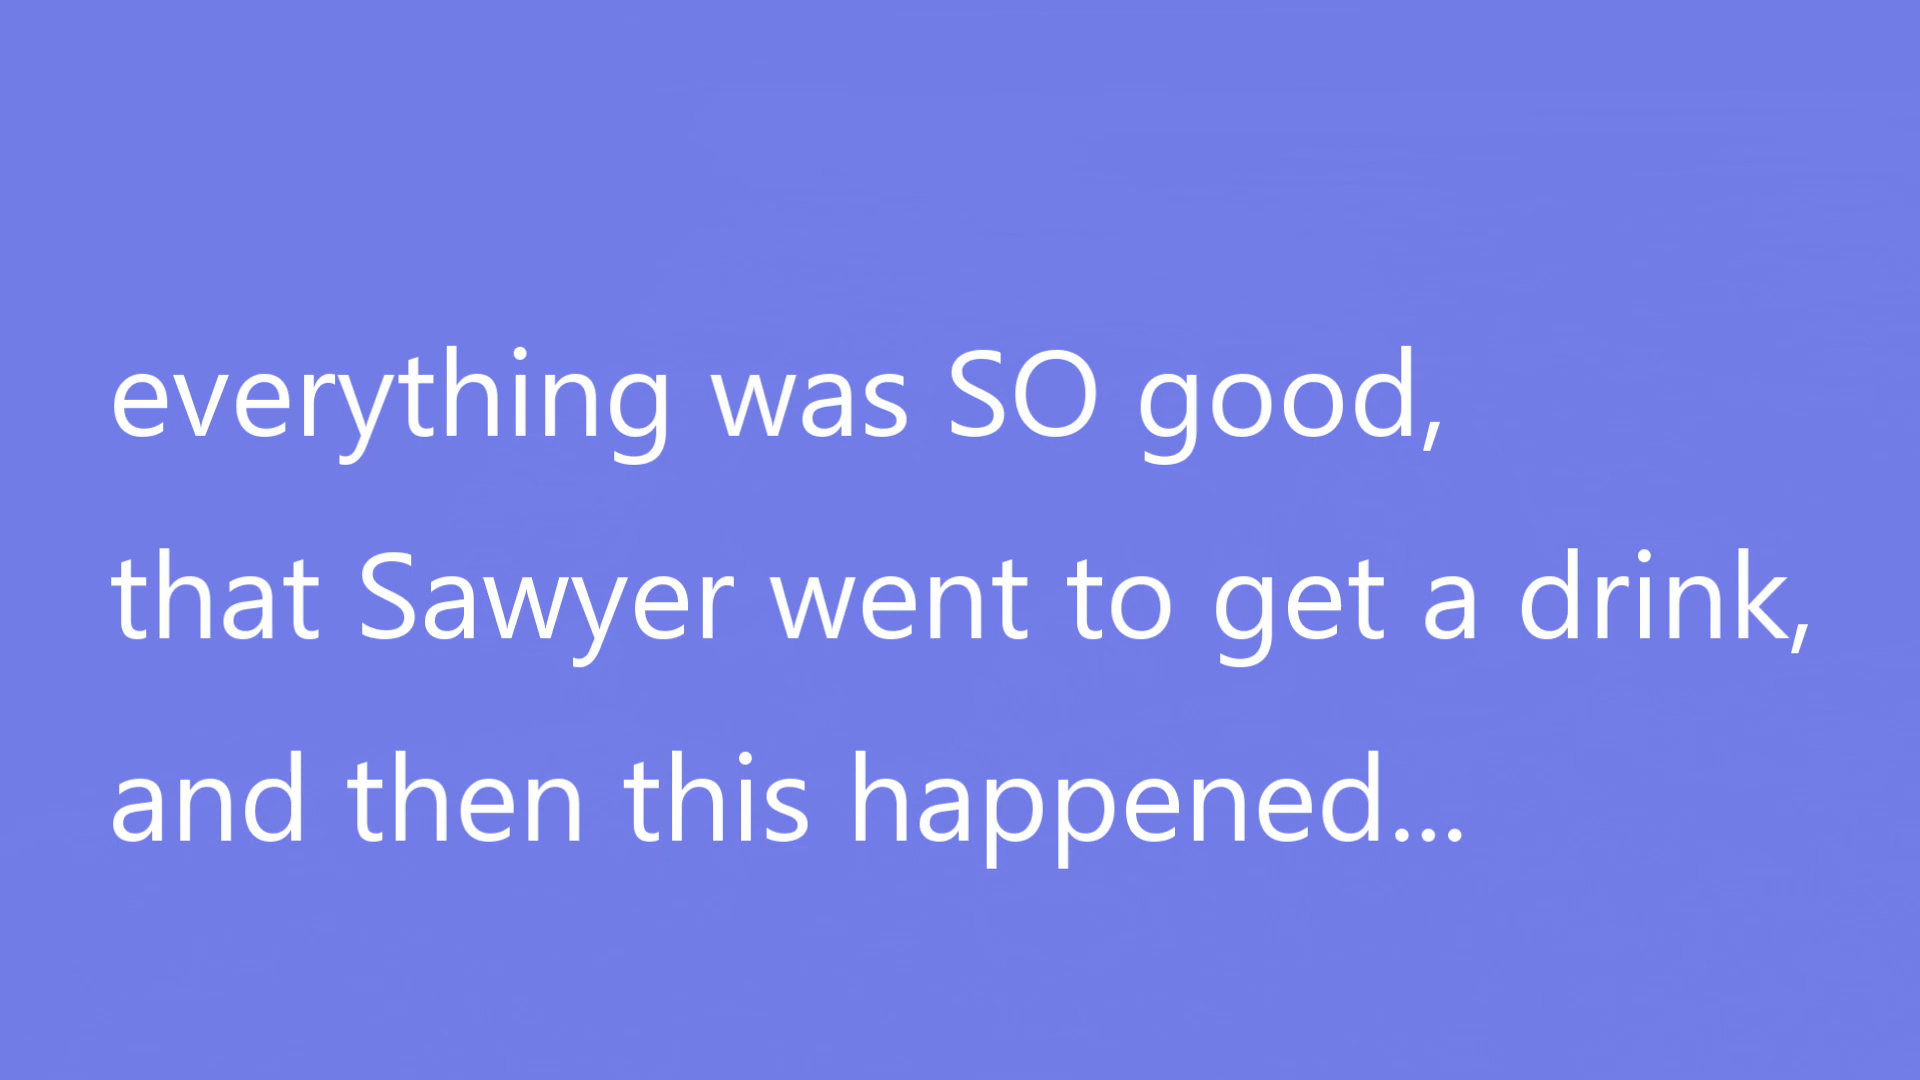 everything was SO good,
that Sawyer went to get a drink,
and then this happened...